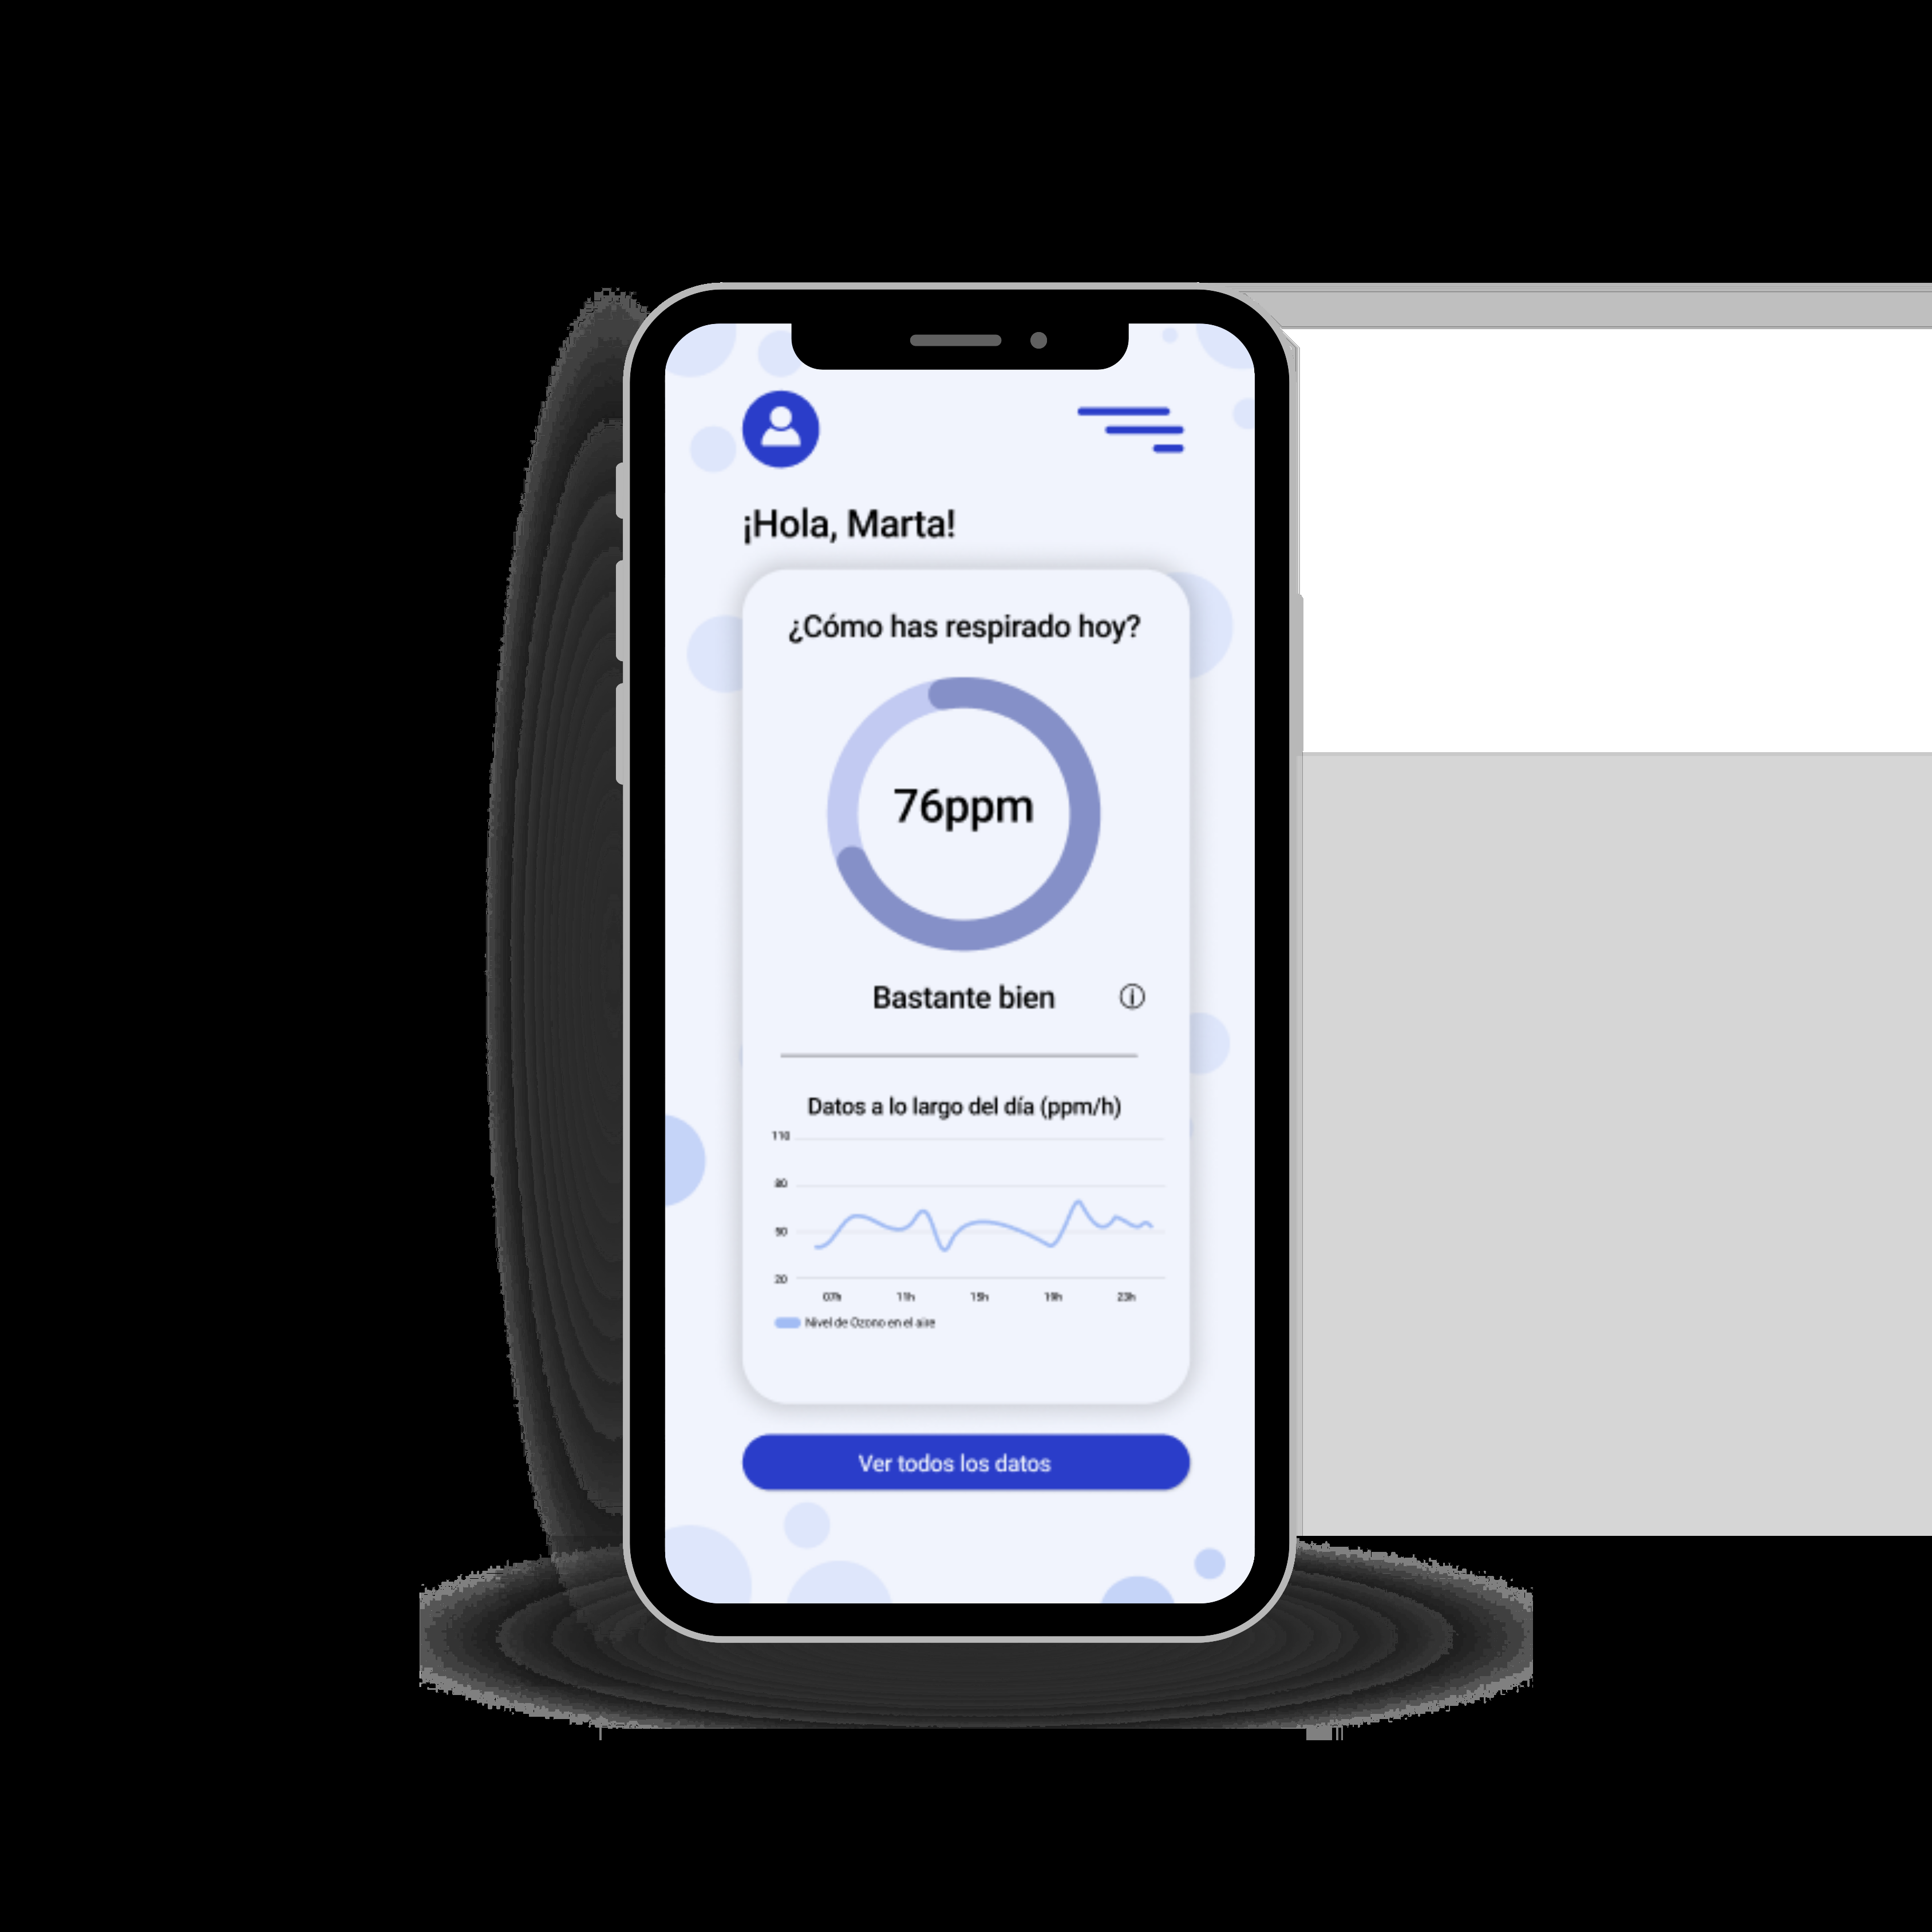 ¡Hola, Marta!
¿Cómo has respirado hoy?
76ppm
Bastante bien
Datos a lo largo del día (ppm/h)
110
80
50
20
07h 11h 15h 19h 23h
Nivel de Ozono en el aire
Ver todos los datos